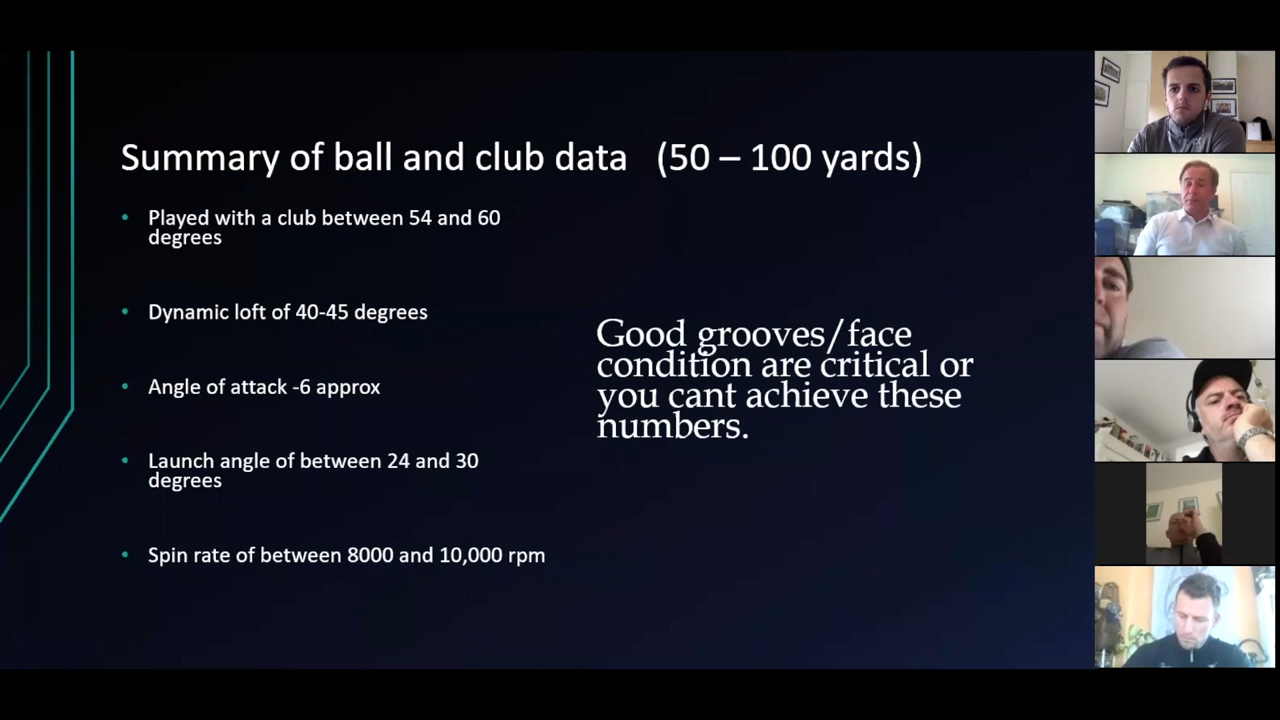 Summary of ball and club data (50 – 100 yards)
• Played with a club between 54 and 60
degrees
• Dynamic loft of 40-45 degrees
• Angle of attack -6 approx
• Launch angle of between 24 and 30
degrees
• Spin rate of between 8000 and 10,000 rpm
Good grooves/face
condition are critical or
you cant achieve these
numbers.